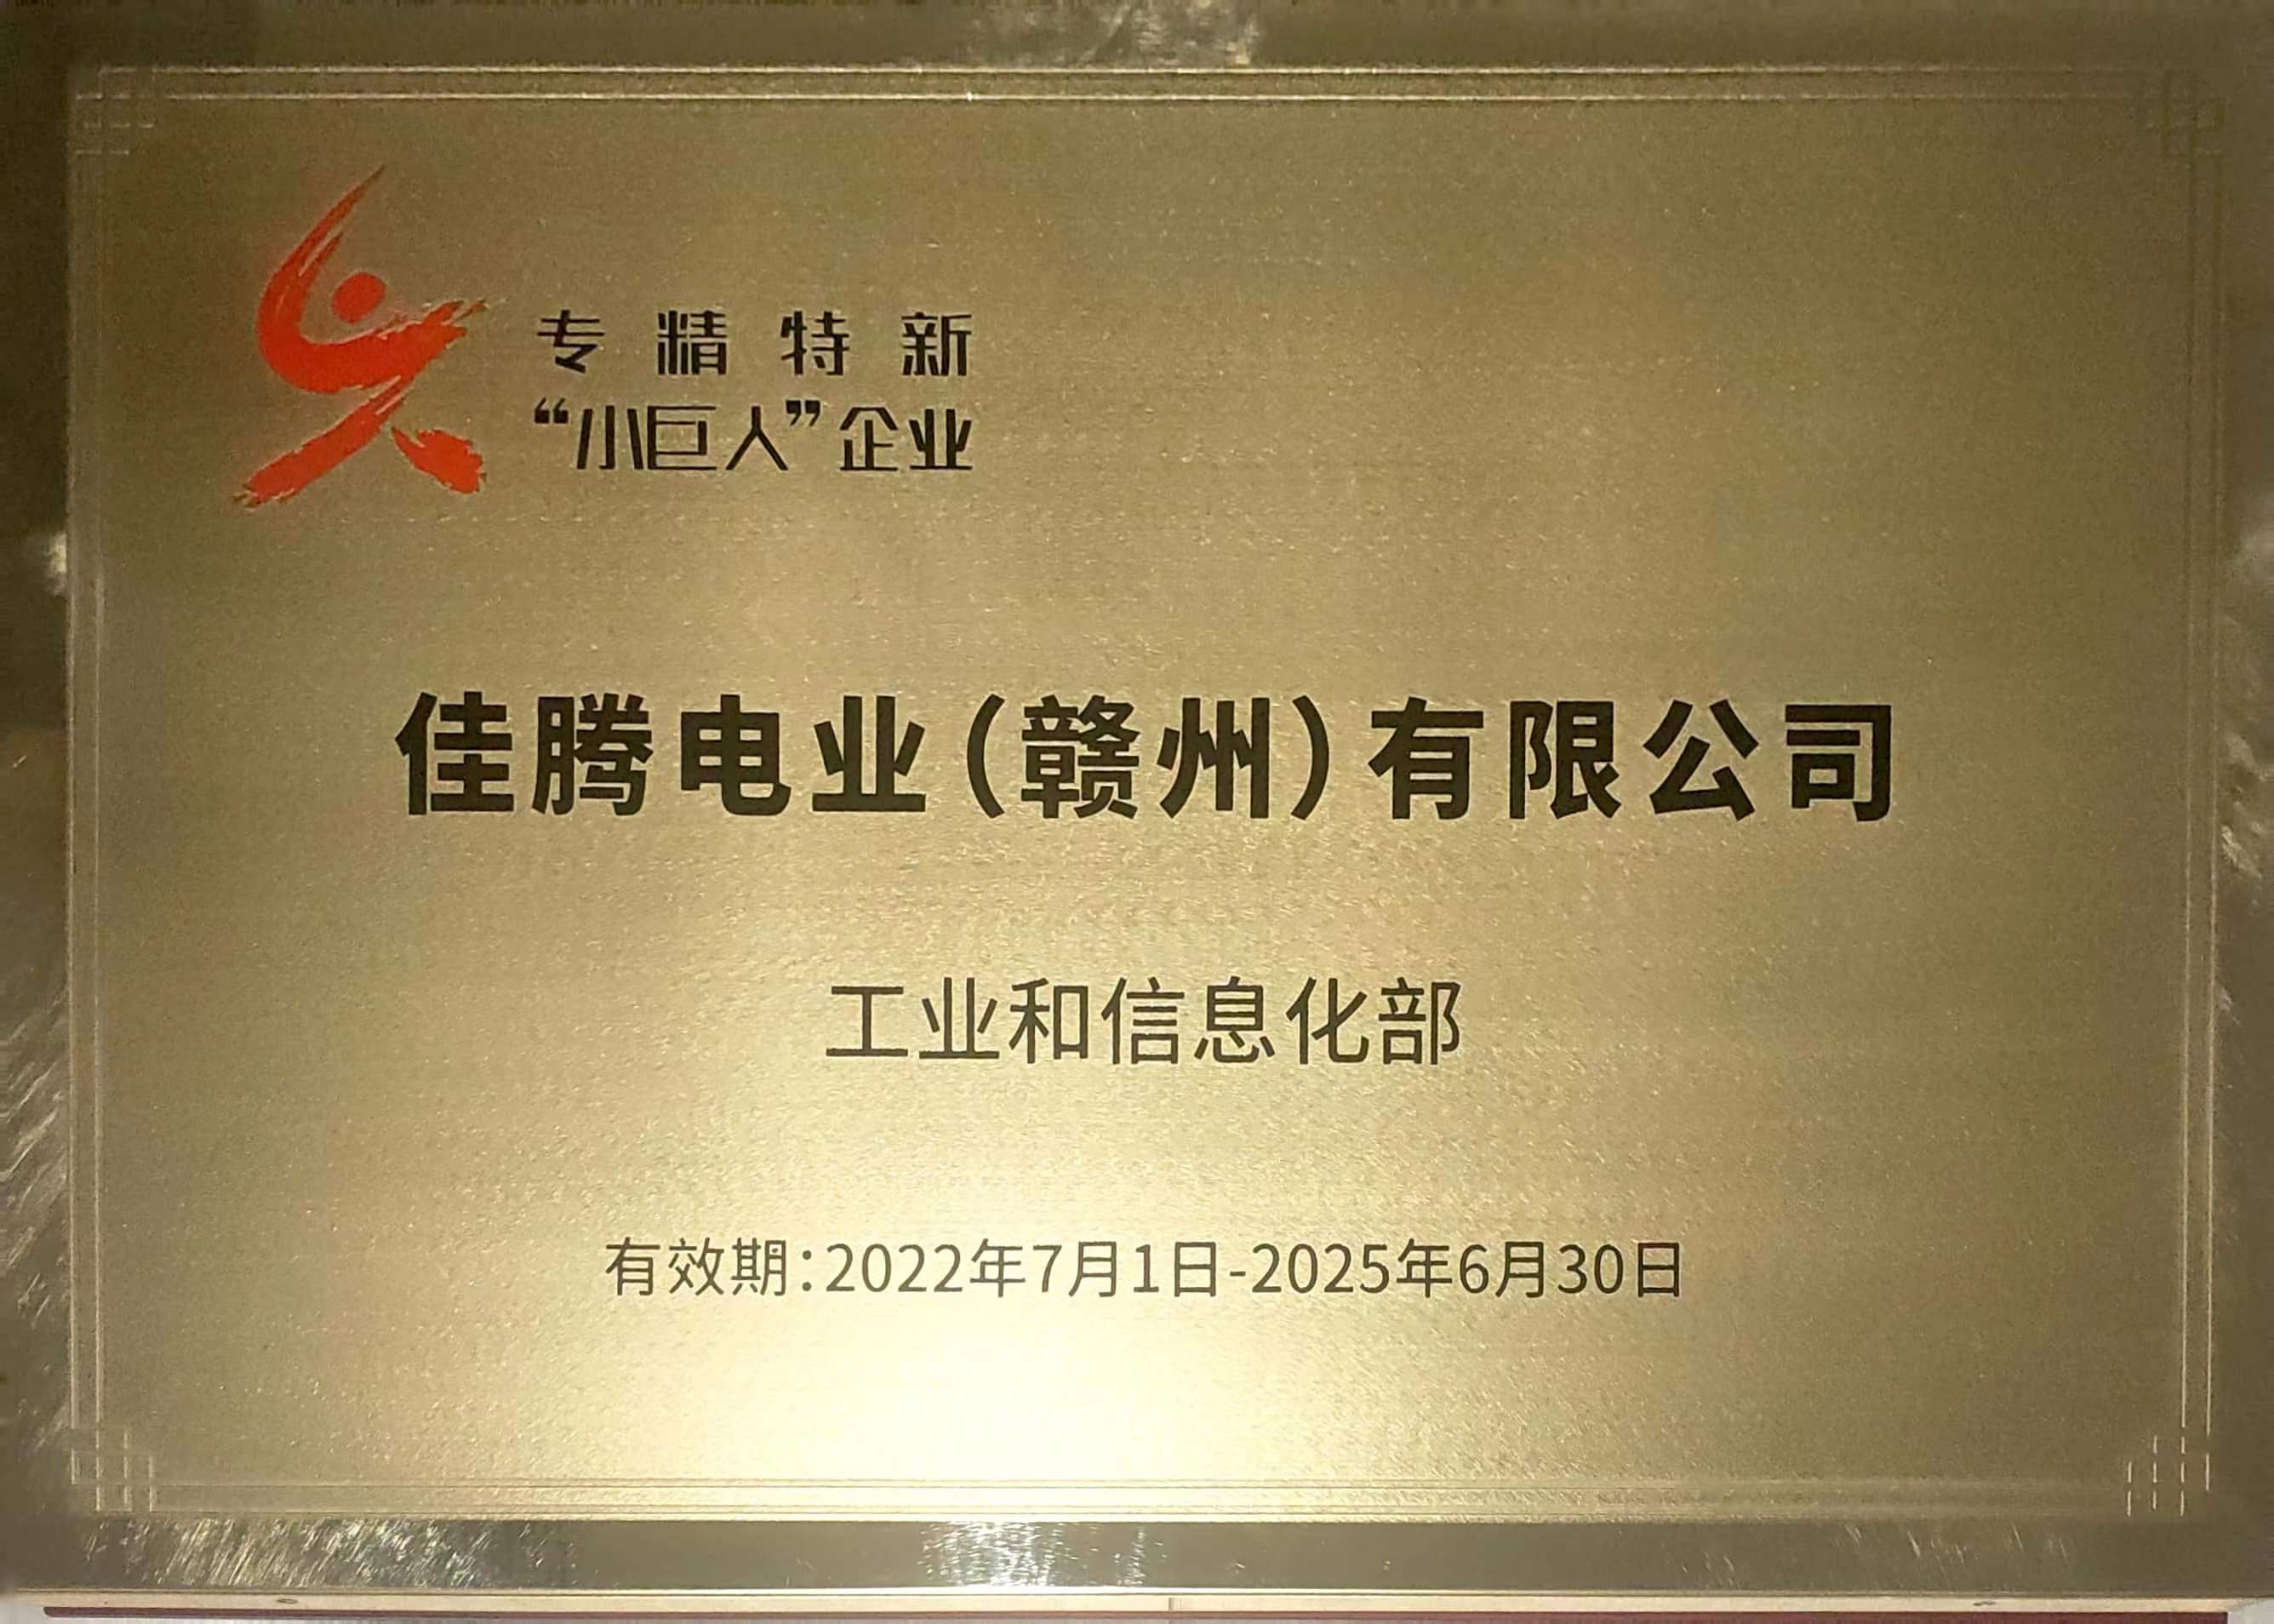 专精特新
“小巨人”企业
佳腾电业（赣州）有限公司
工业和信息化部
有效期：2022年7月1日-2025年6月30日